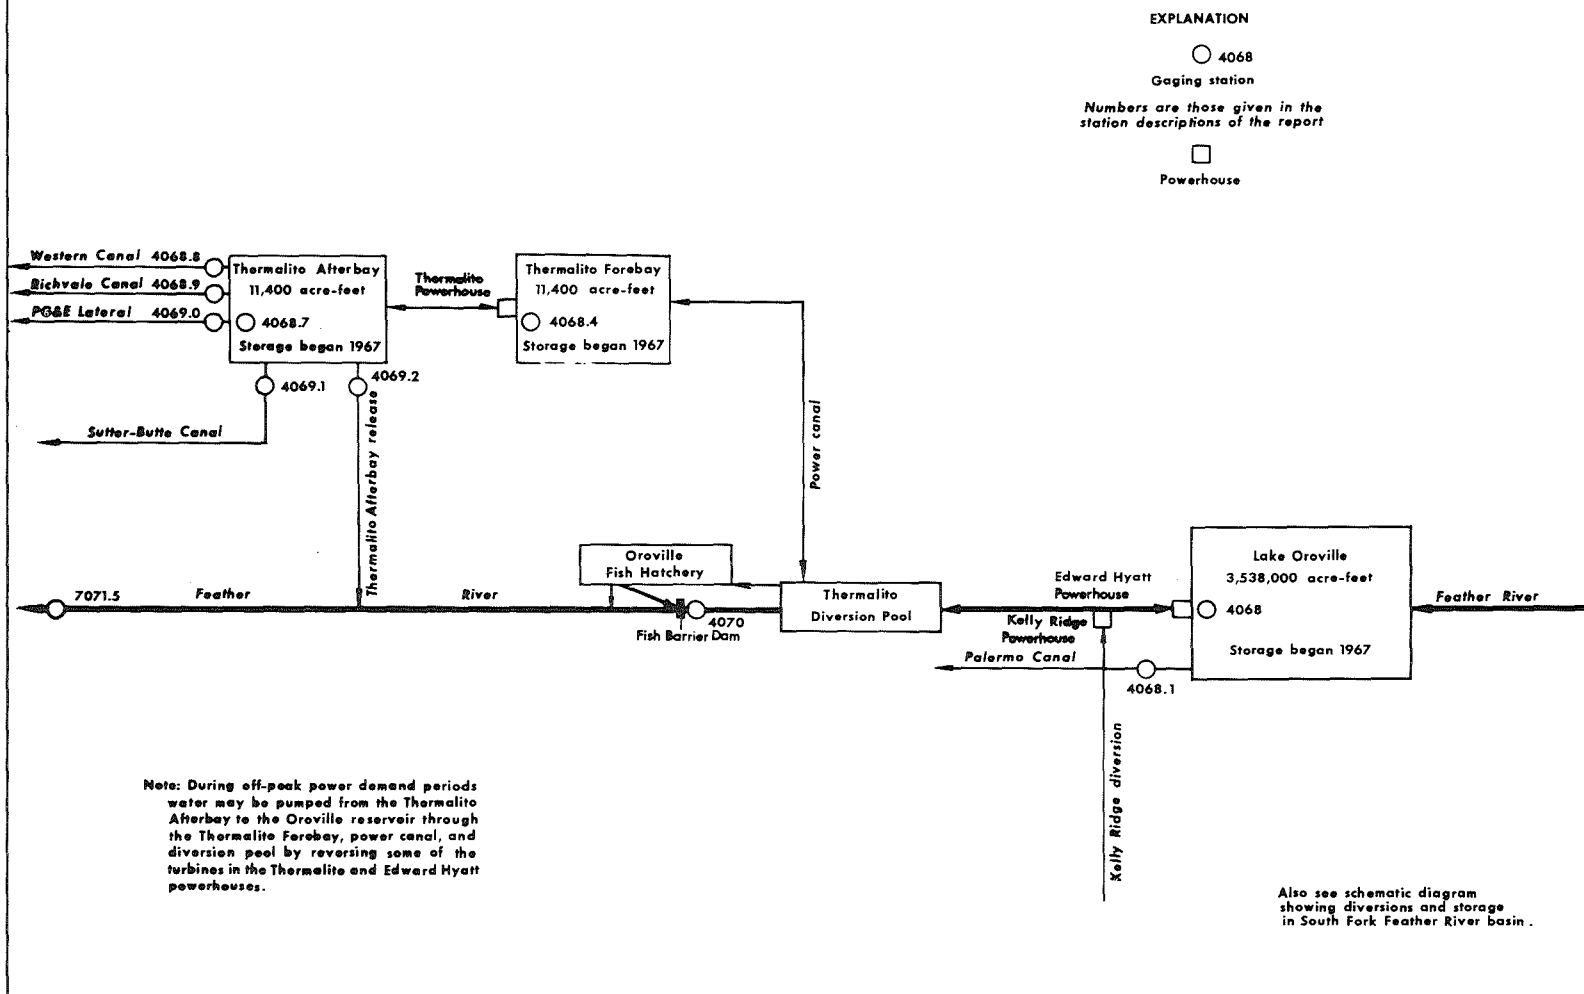 EXPLANATION
4068
Gaging station
Numbers are those given in the
station descriptions of the report
Powerhouse
Western Canal 4068.8
Richvale Canal 4068.9
PG&E Lateral 4069.0
Thermalito Afterbay
11,400 acre-feet
4068.7
Storage began 1967
Thermalito
Powerhouse
Thermalito Forebay
11,400 acre-feet
4068.4
Storage began 1967
4069.1
4069.2
Sutter-Butte Canal
Thermalito Afterbay release
Power canal
Oroville
Fish Hatchery
7071.5
Feather
River
4070
Fish Barrier Dam
Thermalito
Diversion Pool
Edward Hyatt
Powerhouse
Kelly Ridge
Powerhouse
Palermo Canal
4068.1
Lake Oroville
3,538,000 acre-feet
4068
Storage began 1967
Feather River
Kelly Ridge diversion
Note: During off-peak power demand periods
water may be pumped from the Thermalito
Afterbay to the Oroville reservoir through
the Thermalito Forebay, power canal, and
diversion pool by reversing some of the
turbines in the Thermalito and Edward Hyatt
powerhouses.
Also see schematic diagram
showing diversions and storage
in South Fork Feather River basin.